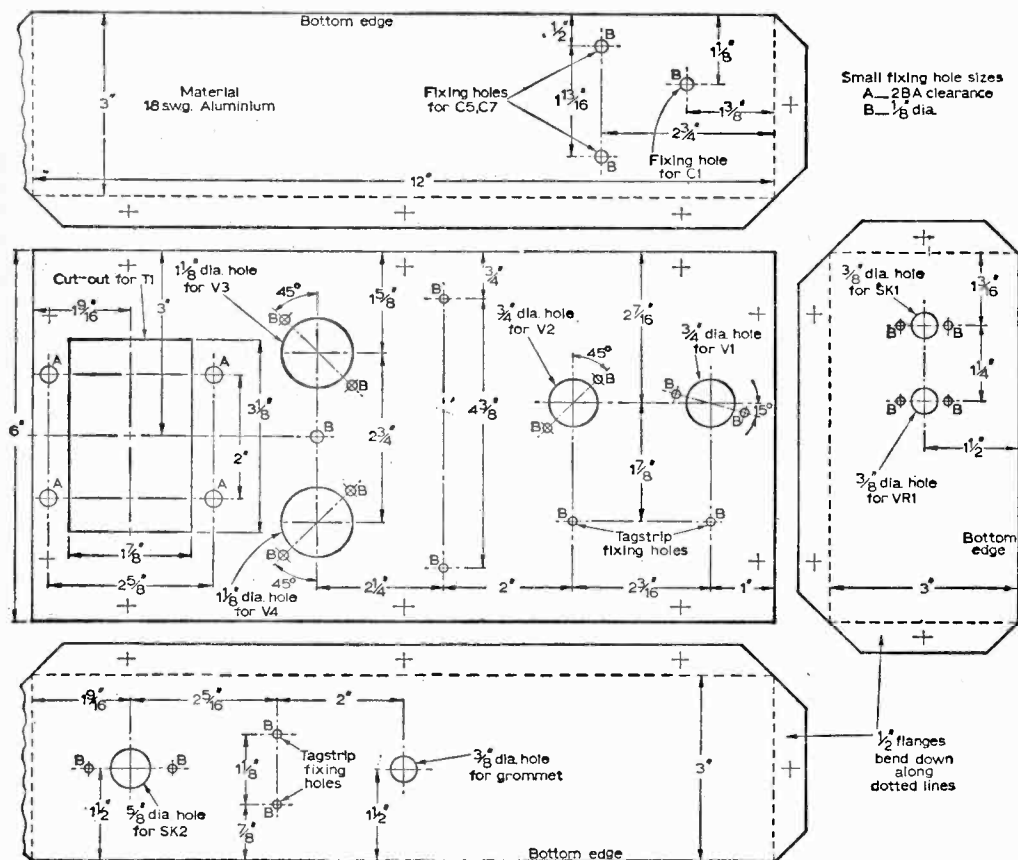 Bottom edge
Material
18 swg. Aluminium
3"
Fixing holes
for C5,C7
B
B
1/2"
1 13/16"
B
1 1/8"
1 3/8"
2 3/4"
Fixing hole
for C1
12"
Small fixing hole sizes
A—2BA clearance
B—1/8" dia.
6"
Cut-out for T1
1 9/16"
3"
A
A
A
A
3 1/8"
2"
1 7/8"
2 5/8"
1 1/8" dia. hole
for V3
45°
B
B
1 5/8"
B
2 3/4"
B
B
45°
1 1/8" dia. hole
for V4
3/4"
B
4 3/8"
B
2 1/4"
3/4" dia. hole
for V2
45°
B
B
2 7/16"
3/4" dia. hole
for V1
B
B
15°
1 7/8"
B
B
Tagstrip
fixing holes
2"
2 3/16"
1"
3/8" dia. hole
for SK1
B
B
1 3/16"
1 1/4"
B
B
1 1/2"
3/8" dia. hole
for VR1
Bottom
edge
3"
1 9/16"
2 5/16"
2"
B
B
1 1/2"
5/8" dia hole
for SK2
B
B
Tagstrip
fixing
holes
1 1/8"
7/8"
3/8" dia hole
for grommet
1 1/2"
3"
Bottom edge
1/2" flanges
bend down
along
dotted lines